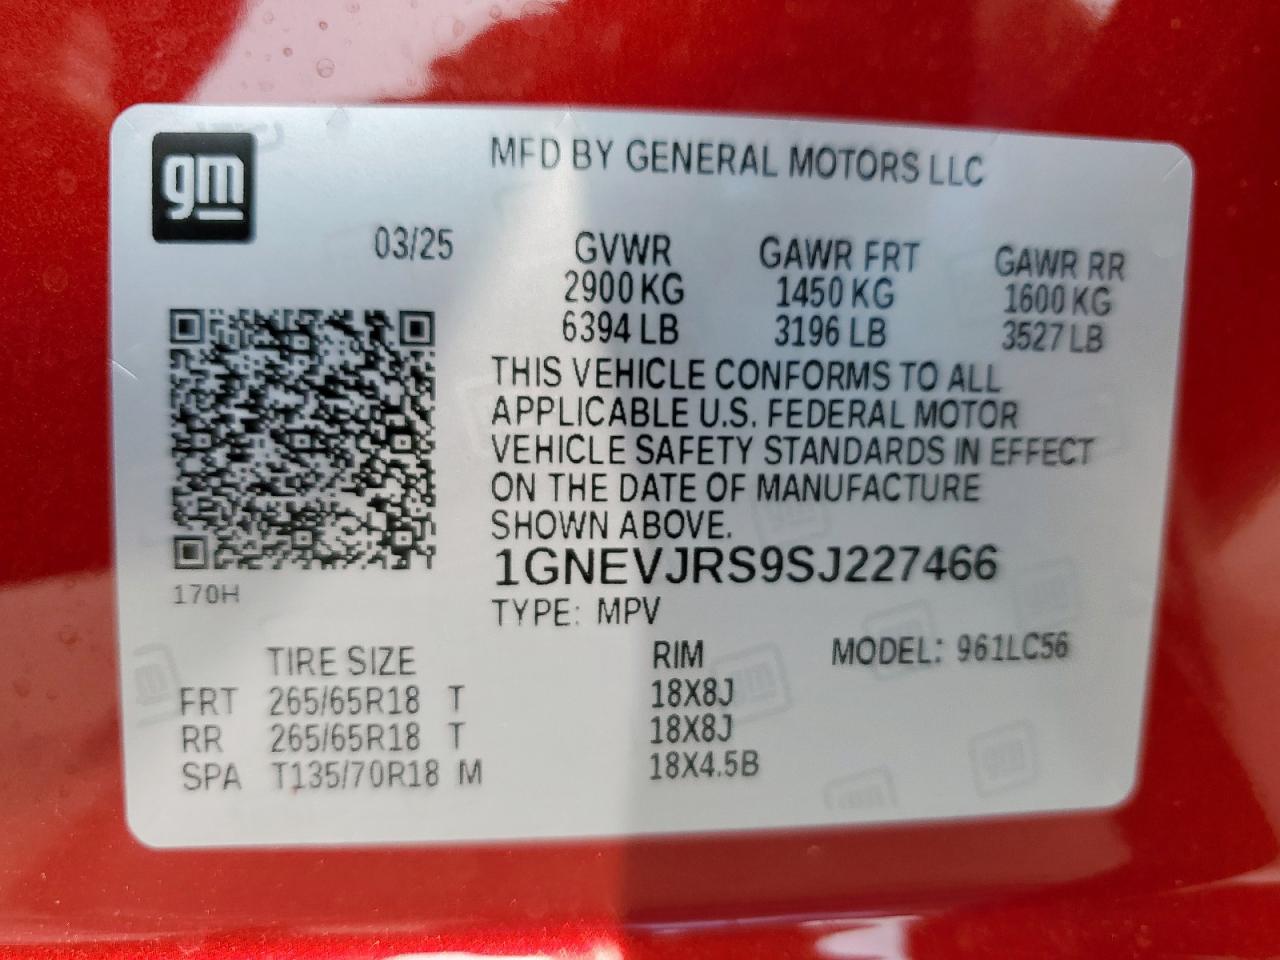 gm
MFD BY GENERAL MOTORS LLC
03/25 GVWR GAWR FRT GAWR RR
2900 KG 1450 KG 1600 KG
6394 LB 3196 LB 3527 LB
THIS VEHICLE CONFORMS TO ALL
APPLICABLE U.S. FEDERAL MOTOR
VEHICLE SAFETY STANDARDS IN EFFECT
ON THE DATE OF MANUFACTURE
SHOWN ABOVE.
1GNEVJRS9SJ227466
170H
TYPE: MPV
TIRE SIZE RIM MODEL: 961LC56
FRT 265/65R18 T 18X8J
RR 265/65R18 T 18X8J
SPA T135/70R18 M 18X4.5B